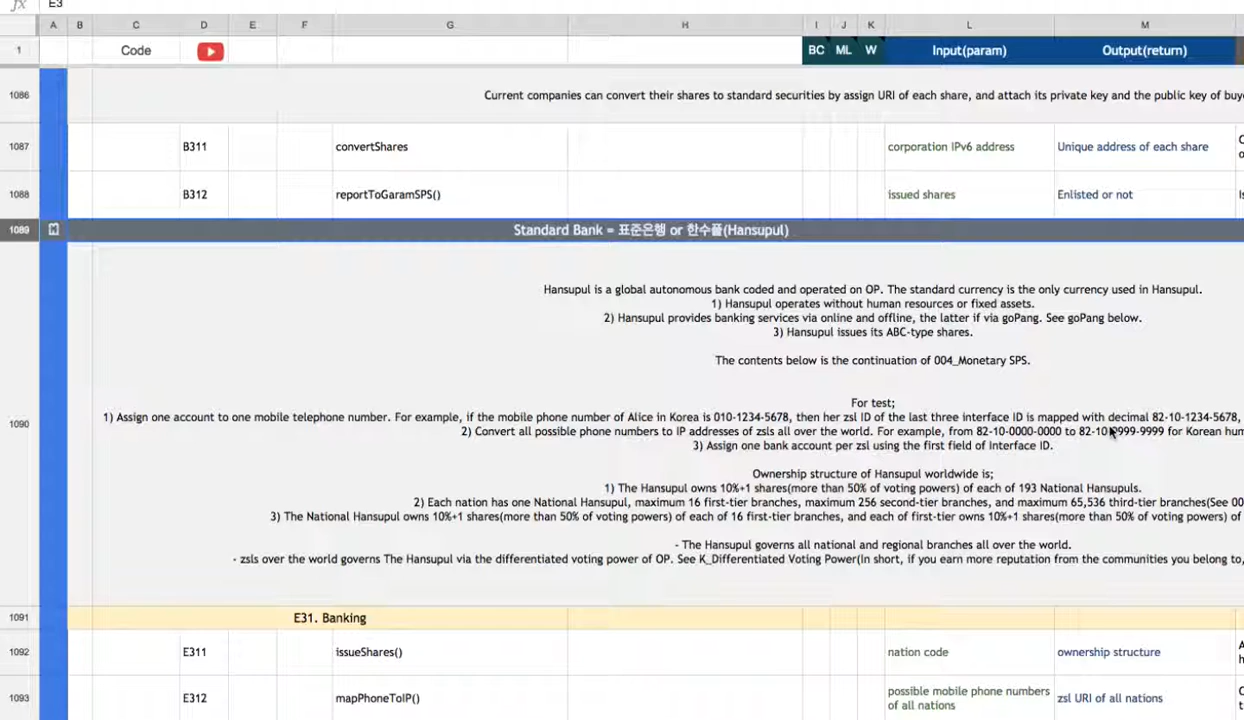 fx E3
A B C D E F G H I J K L M
1 Code BC ML W Input(param) Output(return)
1086 Current companies can convert their shares to standard securities by assign URI of each share, and attach its private key and the public key of buye
1087 B311 convertShares corporation IPv6 address Unique address of each share
1088 B312 reportToGaramSPS() issued shares Enlisted or not
1089 Standard Bank = 표준은행 or 한수풀(Hansupul)
Hansupul is a global autonomous bank coded and operated on OP. The standard currency is the only currency used in Hansupul.
1) Hansupul operates without human resources or fixed assets.
2) Hansupul provides banking services via online and offline, the latter if via goPang. See goPang below.
3) Hansupul issues its ABC-type shares.
The contents below is the continuation of 004_Monetary SPS.
For test;
1090
1) Assign one account to one mobile telephone number. For example, if the mobile phone number of Alice in Korea is 010-1234-5678, then her zsl ID of the last three interface ID is mapped with decimal 82-10-1234-5678,
2) Convert all possible phone numbers to IP addresses of zsls all over the world. For example, from 82-10-0000-0000 to 82-10-9999-9999 for Korean hum
3) Assign one bank account per zsl using the first field of Interface ID.
Ownership structure of Hansupul worldwide is;
1) The Hansupul owns 10%+1 shares(more than 50% of voting powers) of each of 193 National Hansupuls.
2) Each nation has one National Hansupul, maximum 16 first-tier branches, maximum 256 second-tier branches, and maximum 65,536 third-tier branches(See 00
3) The National Hansupul owns 10%+1 shares(more than 50% of voting powers) of each of 16 first-tier branches, and each of first-tier owns 10%+1 shares(more than 50% of voting powers) of
- The Hansupul governs all national and regional branches all over the world.
- zsls over the world governs The Hansupul via the differentiated voting power of OP. See K_Differentiated Voting Power(In short, if you earn more reputation from the communities you belong to,
1091 E31. Banking
1092 E311 issueShares() nation code ownership structure
1093 E312 mapPhoneToIP() possible mobile phone numbers of all nations zsl URI of all nations